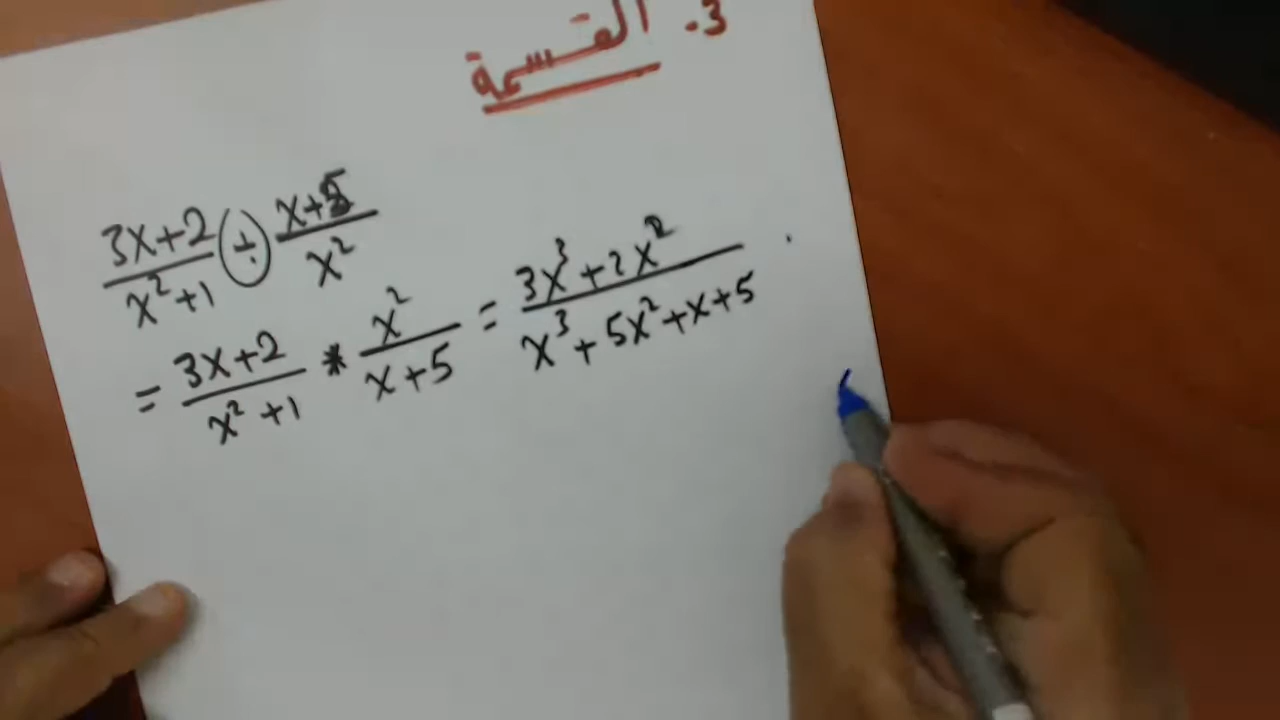 3. القسمة
(3x+2)/(x²+1) ÷ (x+5)/x²
= (3x+2)/(x²+1) * x²/(x+5) = (3x³+2x²)/(x³+5x²+x+5)